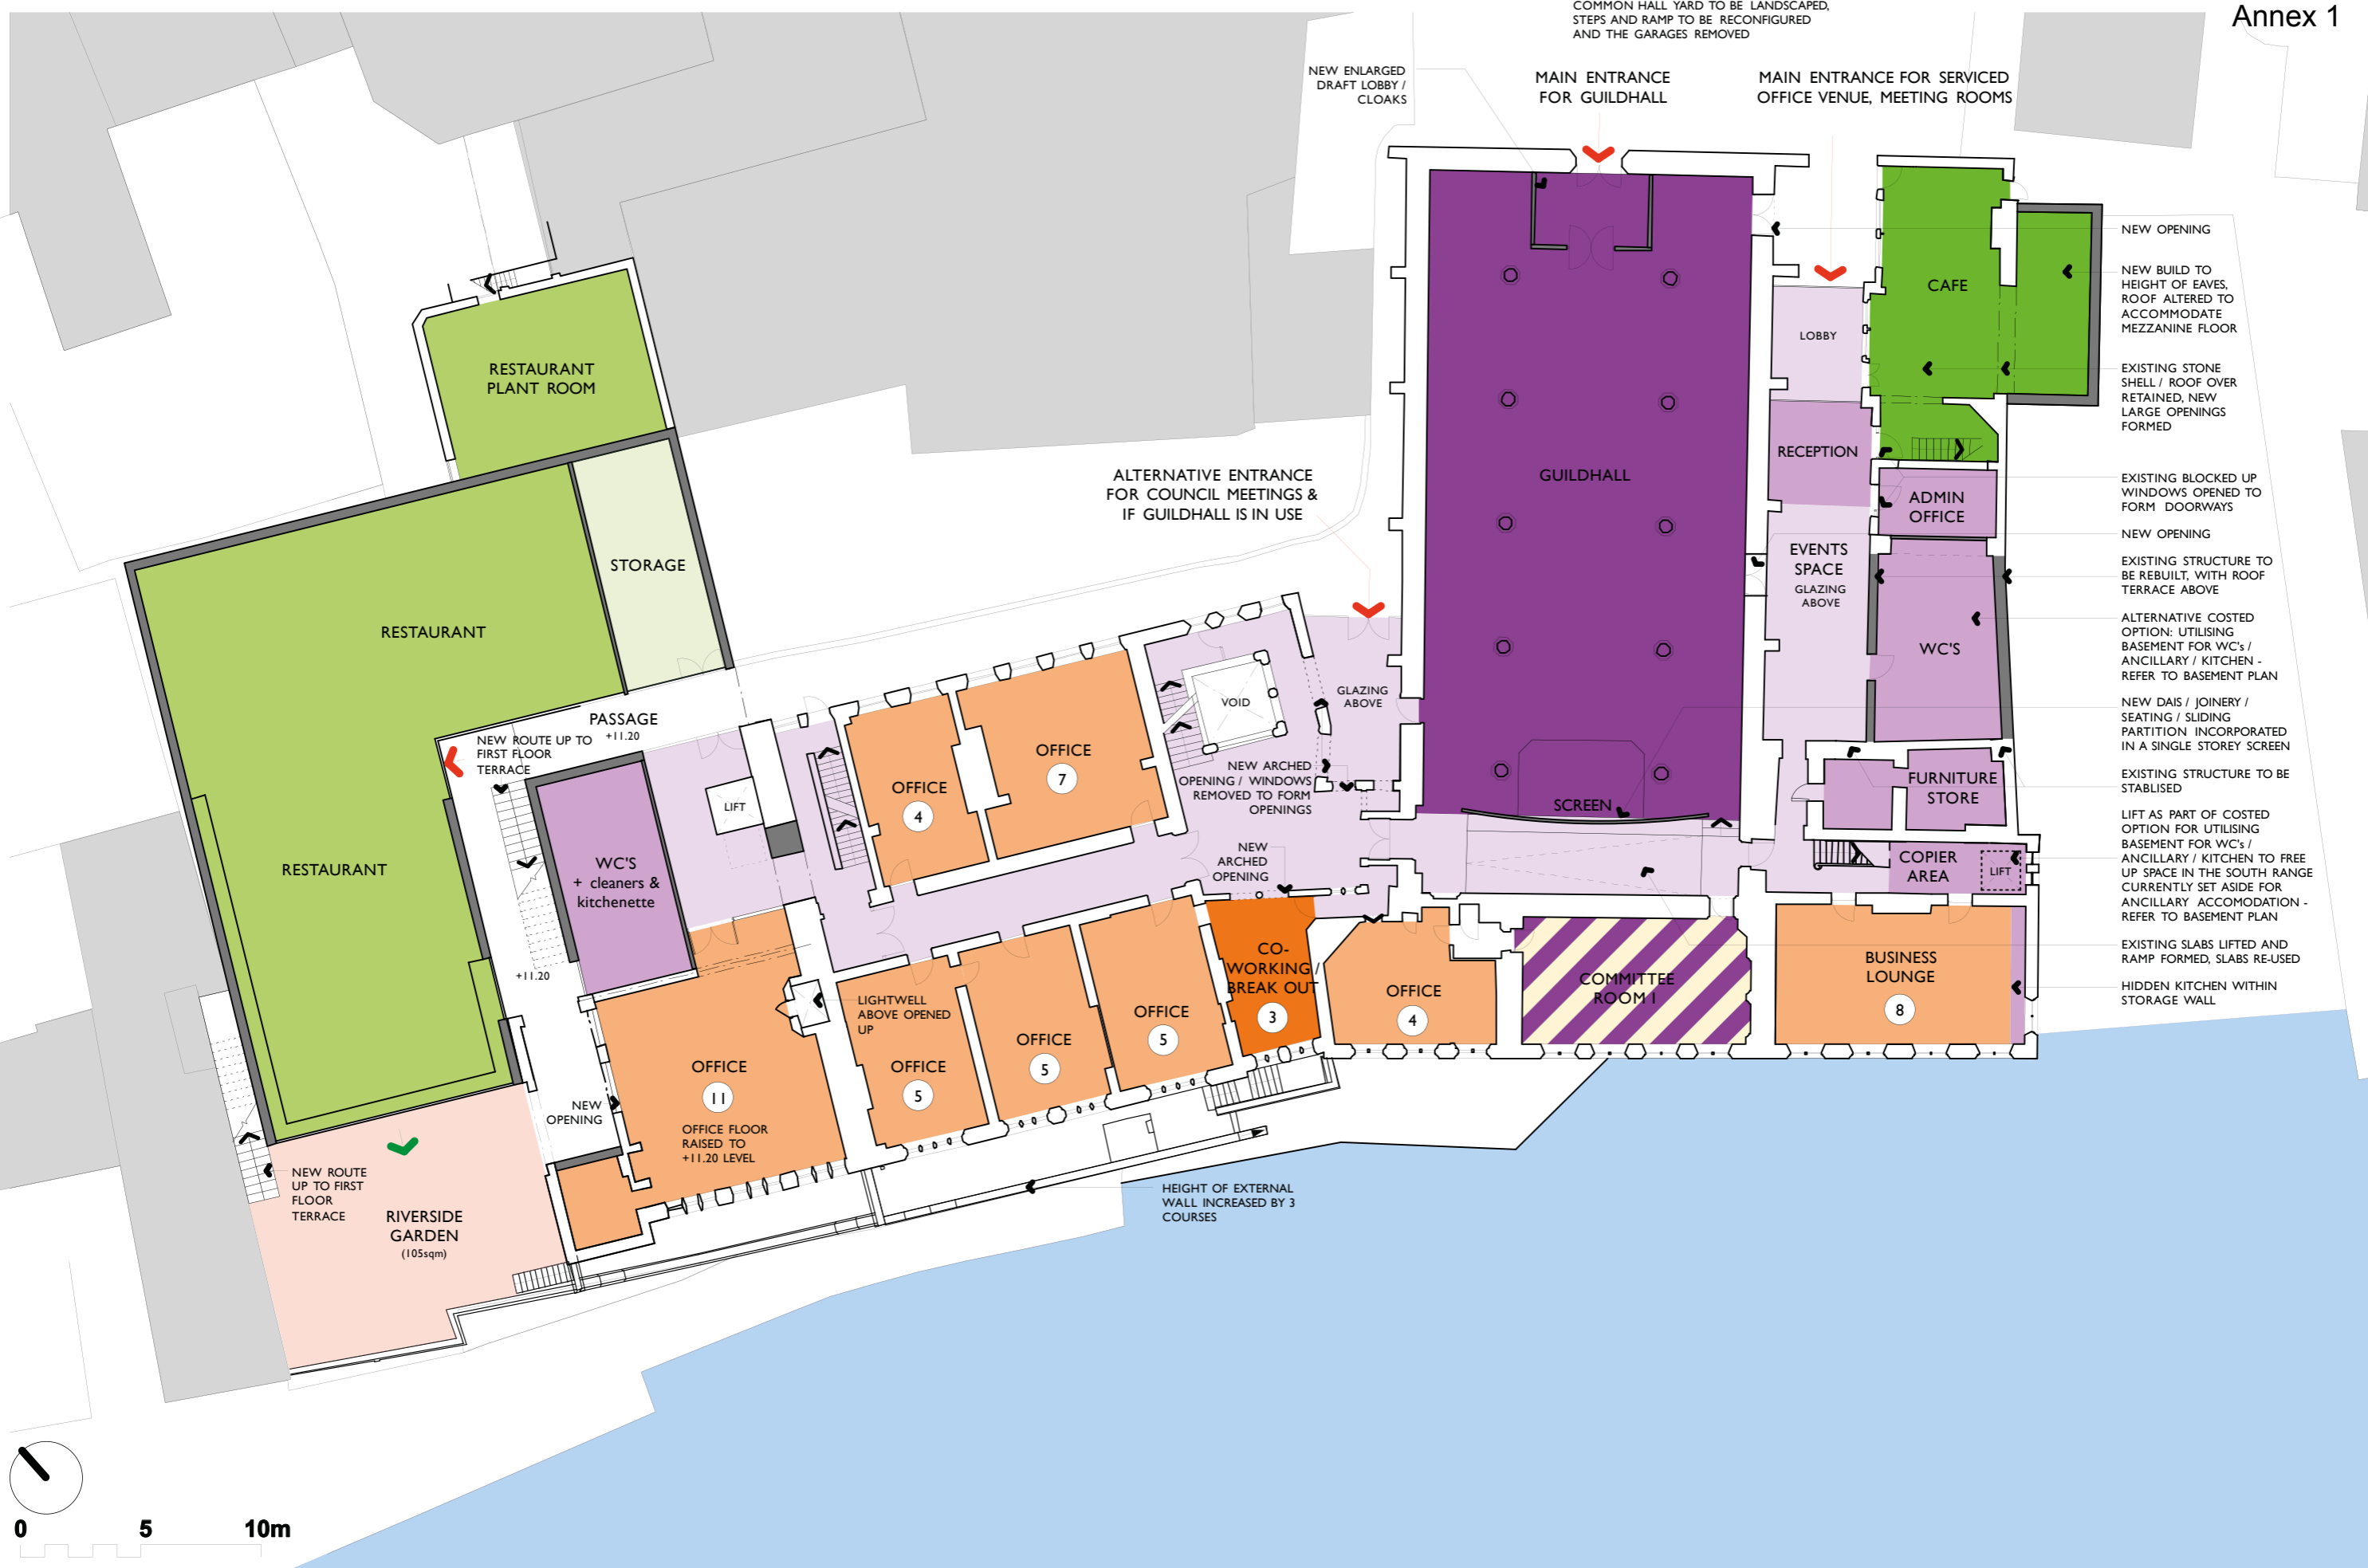 COMMON HALL YARD TO BE LANDSCAPED,
STEPS AND RAMP TO BE RECONFIGURED
AND THE GARAGES REMOVED
Annex 1
NEW ENLARGED
DRAFT LOBBY /
CLOAKS
MAIN ENTRANCE
FOR GUILDHALL
MAIN ENTRANCE FOR SERVICED
OFFICE VENUE, MEETING ROOMS
NEW OPENING
NEW BUILD TO
HEIGHT OF EAVES,
ROOF ALTERED TO
ACCOMMODATE
MEZZANINE FLOOR
EXISTING STONE
SHELL / ROOF OVER
RETAINED, NEW
LARGE OPENINGS
FORMED
EXISTING BLOCKED UP
WINDOWS OPENED TO
FORM DOORWAYS
NEW OPENING
EXISTING STRUCTURE TO
BE REBUILT, WITH ROOF
TERRACE ABOVE
ALTERNATIVE COSTED
OPTION: UTILISING
BASEMENT FOR WC's /
ANCILLARY / KITCHEN -
REFER TO BASEMENT PLAN
NEW DAIS / JOINERY /
SEATING / SLIDING
PARTITION INCORPORATED
IN A SINGLE STOREY SCREEN
EXISTING STRUCTURE TO BE
STABLISED
LIFT AS PART OF COSTED
OPTION FOR UTILISING
BASEMENT FOR WC's /
ANCILLARY / KITCHEN TO FREE
UP SPACE IN THE SOUTH RANGE
CURRENTLY SET ASIDE FOR
ANCILLARY ACCOMODATION -
REFER TO BASEMENT PLAN
EXISTING SLABS LIFTED AND
RAMP FORMED, SLABS RE-USED
HIDDEN KITCHEN WITHIN
STORAGE WALL
CAFE
LOBBY
RECEPTION
ADMIN
OFFICE
EVENTS
SPACE
GLAZING
ABOVE
WC'S
FURNITURE
STORE
COPIER
AREA
LIFT
BUSINESS
LOUNGE
8
GUILDHALL
SCREEN
COMMITTEE
ROOM 1
ALTERNATIVE ENTRANCE
FOR COUNCIL MEETINGS &
IF GUILDHALL IS IN USE
GLAZING
ABOVE
VOID
NEW ARCHED
OPENING / WINDOWS
REMOVED TO FORM
OPENINGS
NEW
ARCHED
OPENING
CO-
WORKING /
BREAK OUT
3
OFFICE
4
OFFICE
7
OFFICE
4
OFFICE
5
OFFICE
5
OFFICE
5
LIGHTWELL
ABOVE OPENED
UP
OFFICE
11
OFFICE FLOOR
RAISED TO
+11.20 LEVEL
NEW
OPENING
HEIGHT OF EXTERNAL
WALL INCREASED BY 3
COURSES
RESTAURANT
PLANT ROOM
STORAGE
RESTAURANT
PASSAGE
+11.20
NEW ROUTE UP TO
FIRST FLOOR
TERRACE
LIFT
WC'S
+ cleaners &
kitchenette
RESTAURANT
+11.20
NEW ROUTE
UP TO FIRST
FLOOR
TERRACE
RIVERSIDE
GARDEN
(105sqm)
0 5 10m